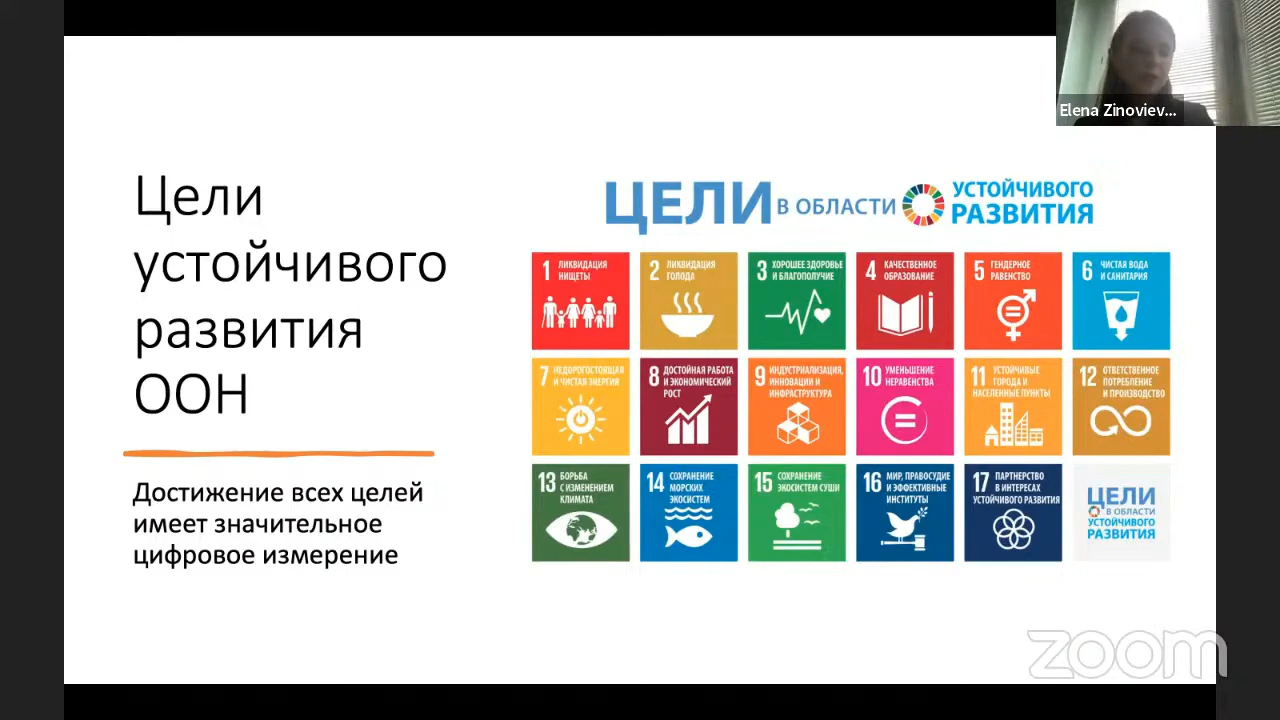 Elena Zinoviev...
Цели
устойчивого
развития
ООН
Достижение всех целей
имеет значительное
цифровое измерение
ЦЕЛИ В ОБЛАСТИ УСТОЙЧИВОГО
РАЗВИТИЯ
1 ЛИКВИДАЦИЯ
НИЩЕТЫ
2 ЛИКВИДАЦИЯ
ГОЛОДА
3 ХОРОШЕЕ ЗДОРОВЬЕ
И БЛАГОПОЛУЧИЕ
4 КАЧЕСТВЕННОЕ
ОБРАЗОВАНИЕ
5 ГЕНДЕРНОЕ
РАВЕНСТВО
6 ЧИСТАЯ ВОДА
И САНИТАРИЯ
7 НЕДОРОГОСТОЯЩАЯ
И ЧИСТАЯ ЭНЕРГИЯ
8 ДОСТОЙНАЯ РАБОТА
И ЭКОНОМИЧЕСКИЙ
РОСТ
9 ИНДУСТРИАЛИЗАЦИЯ,
ИННОВАЦИИ И
ИНФРАСТРУКТУРА
10 УМЕНЬШЕНИЕ
НЕРАВЕНСТВА
11 УСТОЙЧИВЫЕ
ГОРОДА И
НАСЕЛЕННЫЕ ПУНКТЫ
12 ОТВЕТСТВЕННОЕ
ПОТРЕБЛЕНИЕ
И ПРОИЗВОДСТВО
13 БОРЬБА
С ИЗМЕНЕНИЕМ
КЛИМАТА
14 СОХРАНЕНИЕ
МОРСКИХ
ЭКОСИСТЕМ
15 СОХРАНЕНИЕ
ЭКОСИСТЕМ СУШИ
16 МИР, ПРАВОСУДИЕ
И ЭФФЕКТИВНЫЕ
ИНСТИТУТЫ
17 ПАРТНЕРСТВО
В ИНТЕРЕСАХ
УСТОЙЧИВОГО РАЗВИТИЯ
ЦЕЛИ
В ОБЛАСТИ
УСТОЙЧИВОГО
РАЗВИТИЯ
zoom